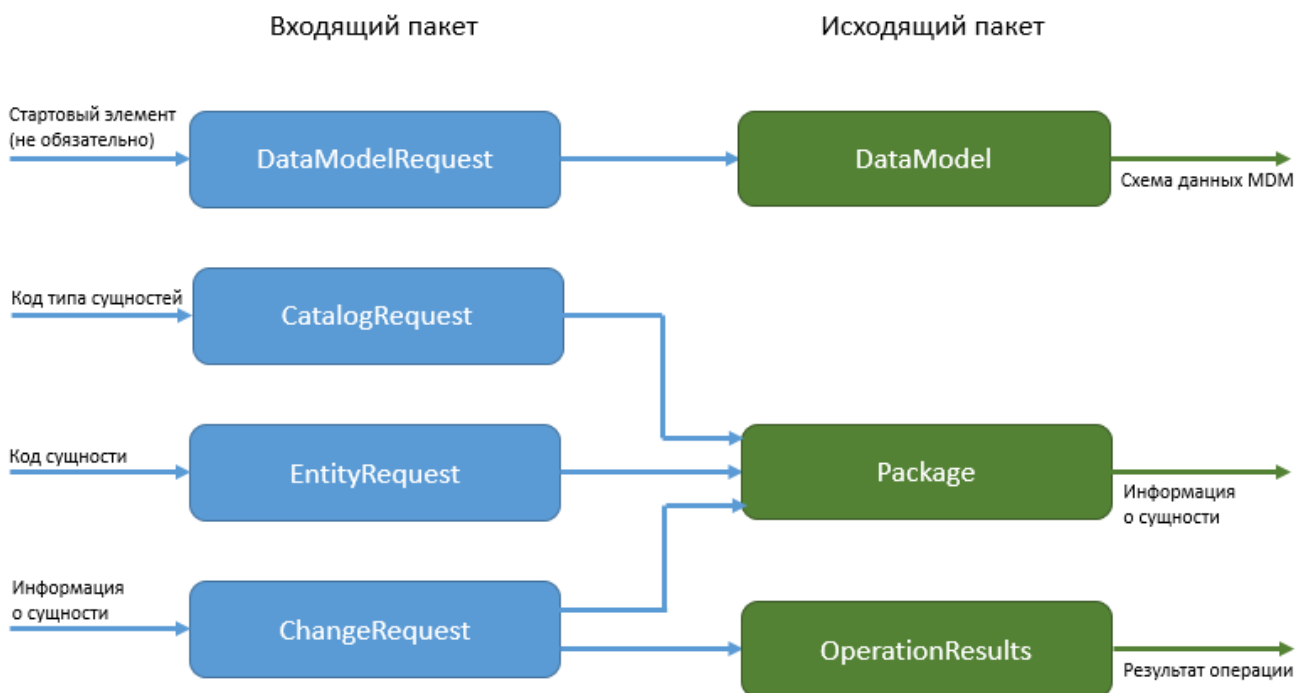 Входящий пакет
Исходящий пакет
Стартовый элемент
(не обязательно)
DataModelRequest
DataModel
Схема данных MDM
Код типа сущностей
CatalogRequest
Код сущности
EntityRequest
Package
Информация
о сущности
Информация
о сущности
ChangeRequest
OperationResults
Результат операции